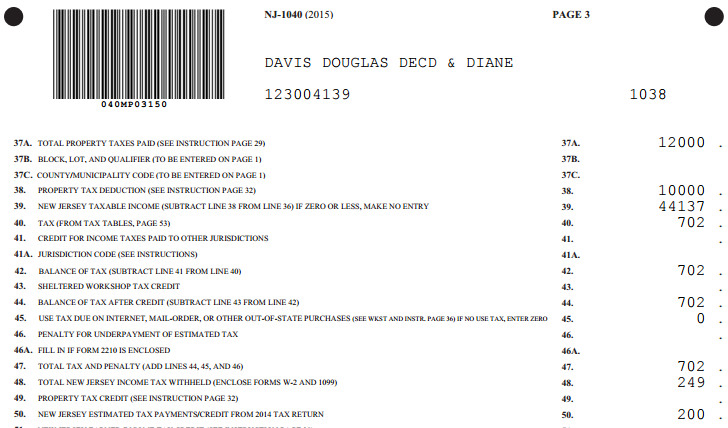 NJ-1040 (2015) PAGE 3
DAVIS DOUGLAS DECD & DIANE
123004139 1038
040MP03150
37A. TOTAL PROPERTY TAXES PAID (SEE INSTRUCTION PAGE 29) 37A. 12000 .
37B. BLOCK, LOT, AND QUALIFIER (TO BE ENTERED ON PAGE 1) 37B.
37C. COUNTY/MUNICIPALITY CODE (TO BE ENTERED ON PAGE 1) 37C.
38. PROPERTY TAX DEDUCTION (SEE INSTRUCTION PAGE 32) 38. 10000 .
39. NEW JERSEY TAXABLE INCOME (SUBTRACT LINE 38 FROM LINE 36) IF ZERO OR LESS, MAKE NO ENTRY 39. 44137 .
40. TAX (FROM TAX TABLES, PAGE 53) 40. 702 .
41. CREDIT FOR INCOME TAXES PAID TO OTHER JURISDICTIONS 41. .
41A. JURISDICTION CODE (SEE INSTRUCTIONS) 41A.
42. BALANCE OF TAX (SUBTRACT LINE 41 FROM LINE 40) 42. 702 .
43. SHELTERED WORKSHOP TAX CREDIT 43. .
44. BALANCE OF TAX AFTER CREDIT (SUBTRACT LINE 43 FROM LINE 42) 44. 702 .
45. USE TAX DUE ON INTERNET, MAIL-ORDER, OR OTHER OUT-OF-STATE PURCHASES (SEE WKST AND INSTR. PAGE 36) IF NO USE TAX, ENTER ZERO 45. 0 .
46. PENALTY FOR UNDERPAYMENT OF ESTIMATED TAX 46. .
46A. FILL IN IF FORM 2210 IS ENCLOSED 46A.
47. TOTAL TAX AND PENALTY (ADD LINES 44, 45, AND 46) 47. 702 .
48. TOTAL NEW JERSEY INCOME TAX WITHHELD (ENCLOSE FORMS W-2 AND 1099) 48. 249 .
49. PROPERTY TAX CREDIT (SEE INSTRUCTION PAGE 32) 49. .
50. NEW JERSEY ESTIMATED TAX PAYMENTS/CREDIT FROM 2014 TAX RETURN 50. 200 .